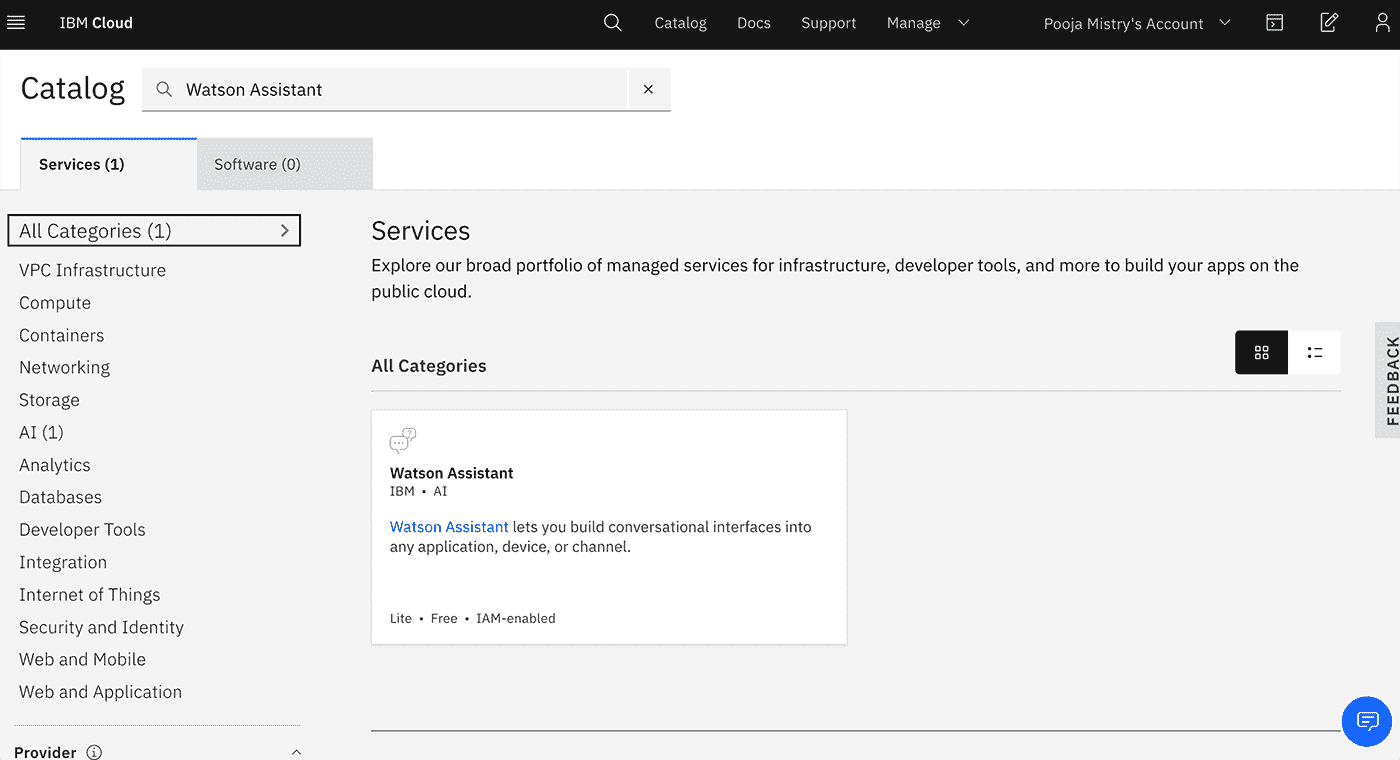 IBM Cloud
Catalog
Docs
Support
Manage
Pooja Mistry's Account
Catalog
Watson Assistant
Services (1)
Software (0)
All Categories (1)
VPC Infrastructure
Compute
Containers
Networking
Storage
AI (1)
Analytics
Databases
Developer Tools
Integration
Internet of Things
Security and Identity
Web and Mobile
Web and Application
Provider
Services
Explore our broad portfolio of managed services for infrastructure, developer tools, and more to build your apps on the
public cloud.
All Categories
Watson Assistant
IBM • AI
Watson Assistant lets you build conversational interfaces into
any application, device, or channel.
Lite • Free • IAM-enabled
FEEDBACK